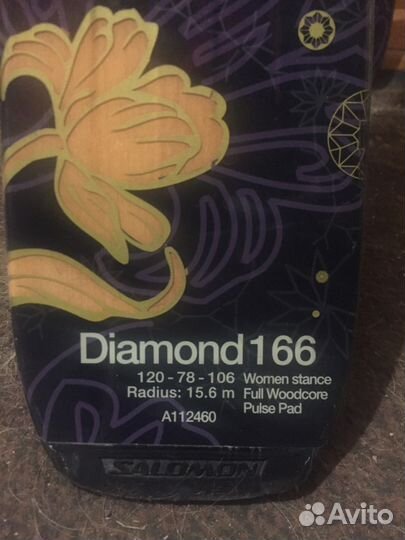 Diamond 166
120 - 78 - 106 Women stance
Radius: 15.6 m Full Woodcore
Pulse Pad
A112460
SALOMON
Avito